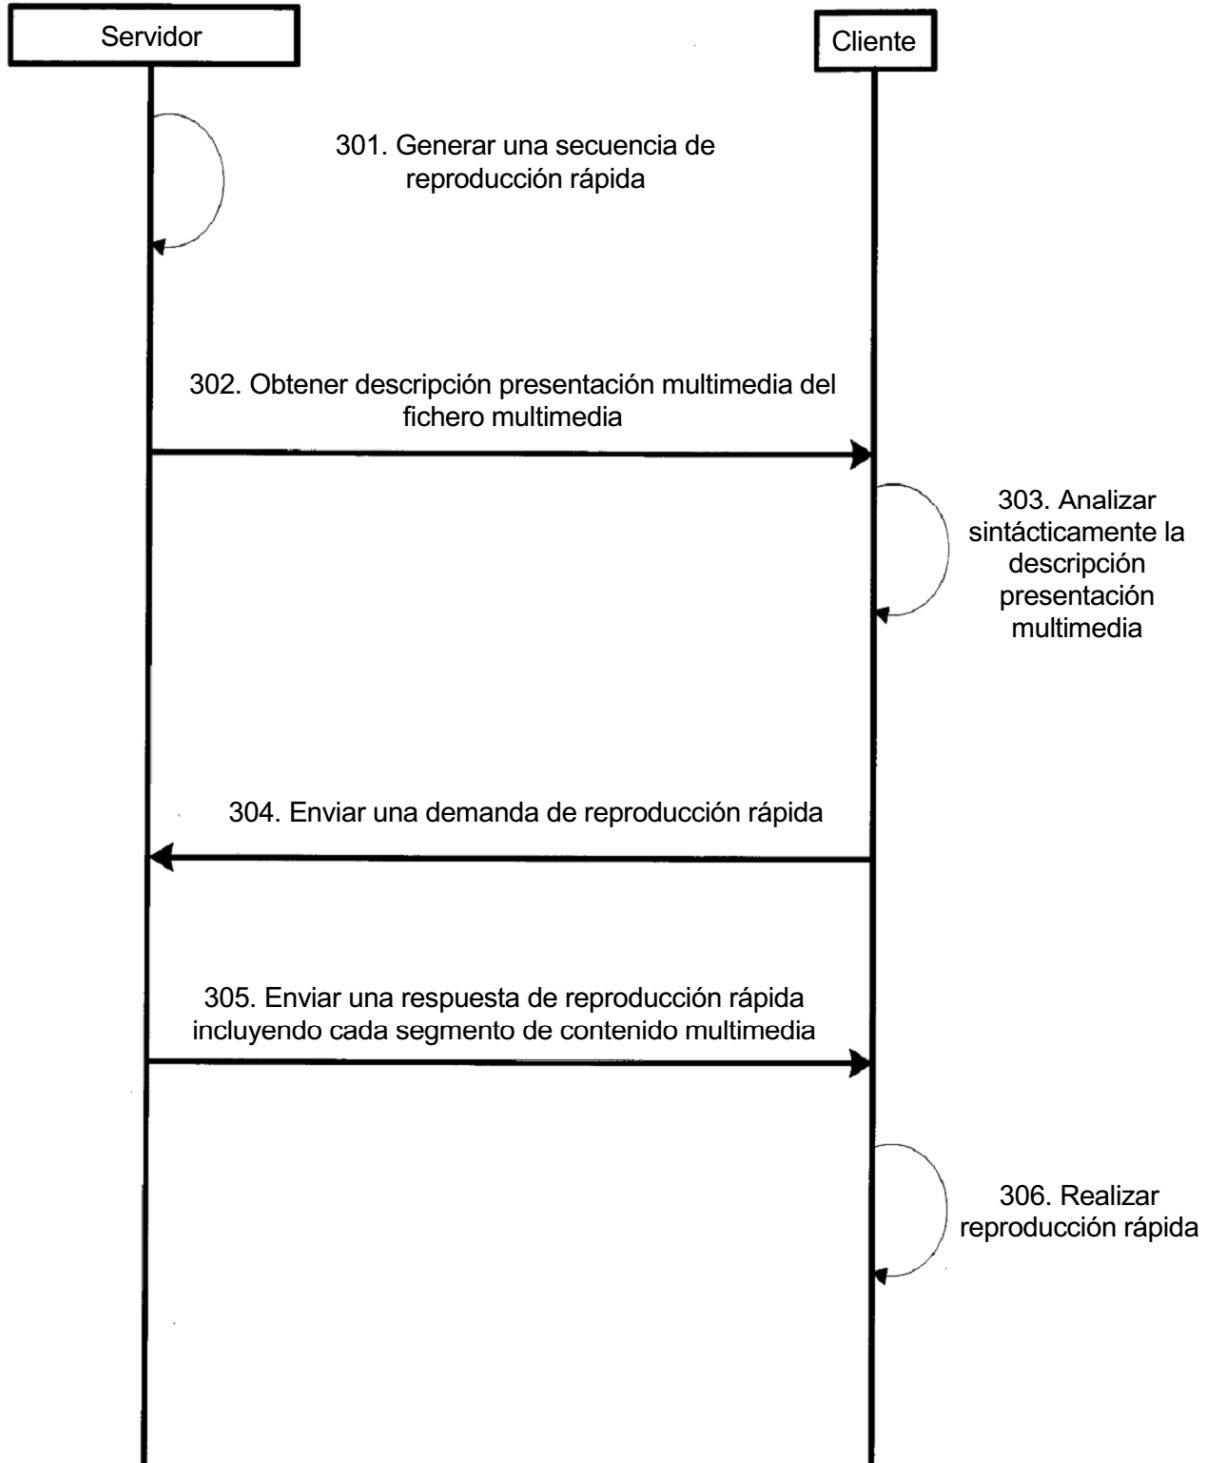 Servidor
Cliente
301. Generar una secuencia de
reproducción rápida
302. Obtener descripción presentación multimedia del
fichero multimedia
303. Analizar
sintácticamente la
descripción
presentación
multimedia
304. Enviar una demanda de reproducción rápida
305. Enviar una respuesta de reproducción rápida
incluyendo cada segmento de contenido multimedia
306. Realizar
reproducción rápida